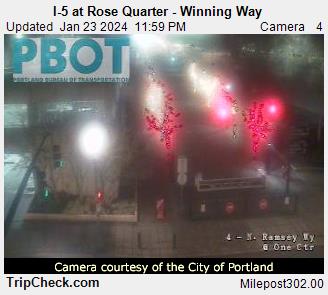 I-5 at Rose Quarter - Winning Way
Updated Jan 23 2024 11:59 PM Camera 4
PBOT
PORTLAND BUREAU OF TRANSPORTATION
4 - N. Ramsey Wy
@ One Ctr
Camera courtesy of the City of Portland
TripCheck.com Milepost302.00